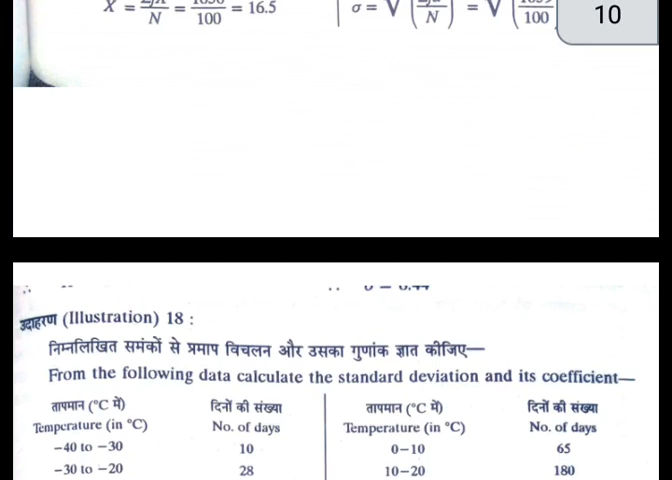 X = ΣfX/N = 1650/100 = 16.5
σ = √( /N) = √( /100
10
उदाहरण (Illustration) 18 :
निम्नलिखित समंकों से प्रमाप विचलन और उसका गुणांक ज्ञात कीजिए—
From the following data calculate the standard deviation and its coefficient—
तापमान (°C में) दिनों की संख्या तापमान (°C में) दिनों की संख्या
Temperature (in °C) No. of days Temperature (in °C) No. of days
−40 to −30 10 0−10 65
−30 to −20 28 10−20 180